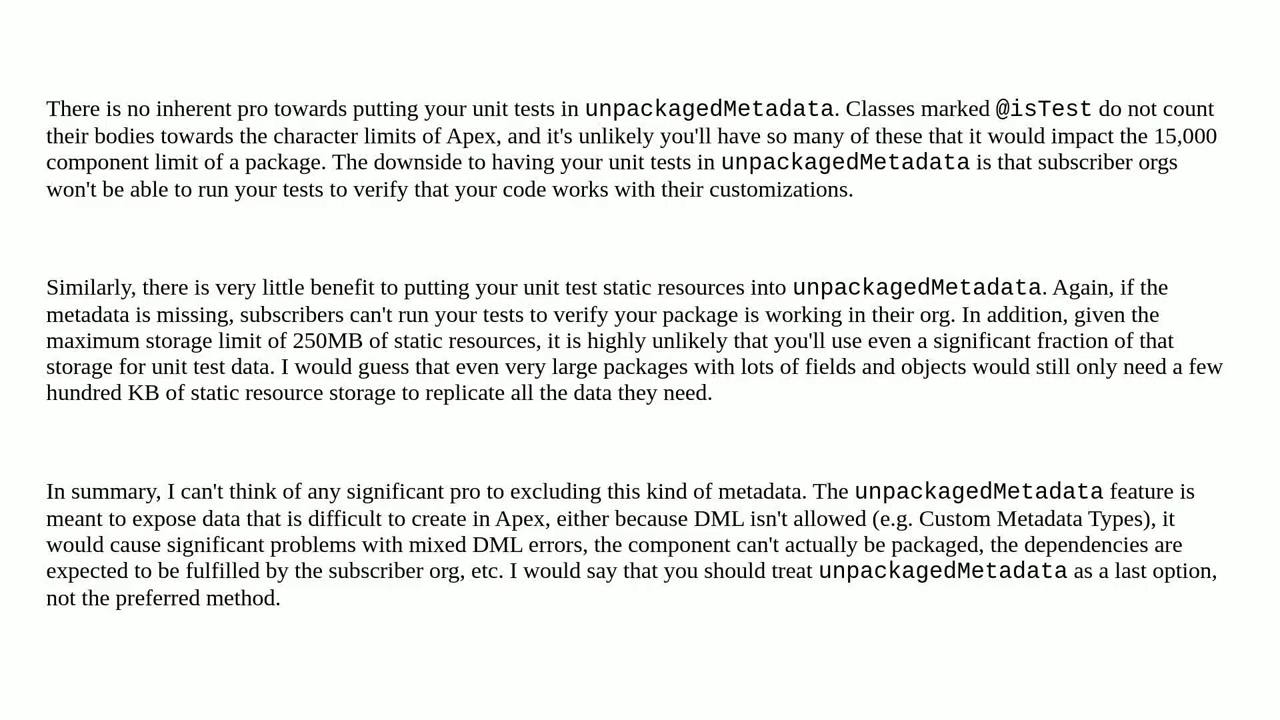 There is no inherent pro towards putting your unit tests in unpackagedMetadata. Classes marked @isTest do not count
their bodies towards the character limits of Apex, and it's unlikely you'll have so many of these that it would impact the 15,000
component limit of a package. The downside to having your unit tests in unpackagedMetadata is that subscriber orgs
won't be able to run your tests to verify that your code works with their customizations.
Similarly, there is very little benefit to putting your unit test static resources into unpackagedMetadata. Again, if the
metadata is missing, subscribers can't run your tests to verify your package is working in their org. In addition, given the
maximum storage limit of 250MB of static resources, it is highly unlikely that you'll use even a significant fraction of that
storage for unit test data. I would guess that even very large packages with lots of fields and objects would still only need a few
hundred KB of static resource storage to replicate all the data they need.
In summary, I can't think of any significant pro to excluding this kind of metadata. The unpackagedMetadata feature is
meant to expose data that is difficult to create in Apex, either because DML isn't allowed (e.g. Custom Metadata Types), it
would cause significant problems with mixed DML errors, the component can't actually be packaged, the dependencies are
expected to be fulfilled by the subscriber org, etc. I would say that you should treat unpackagedMetadata as a last option,
not the preferred method.